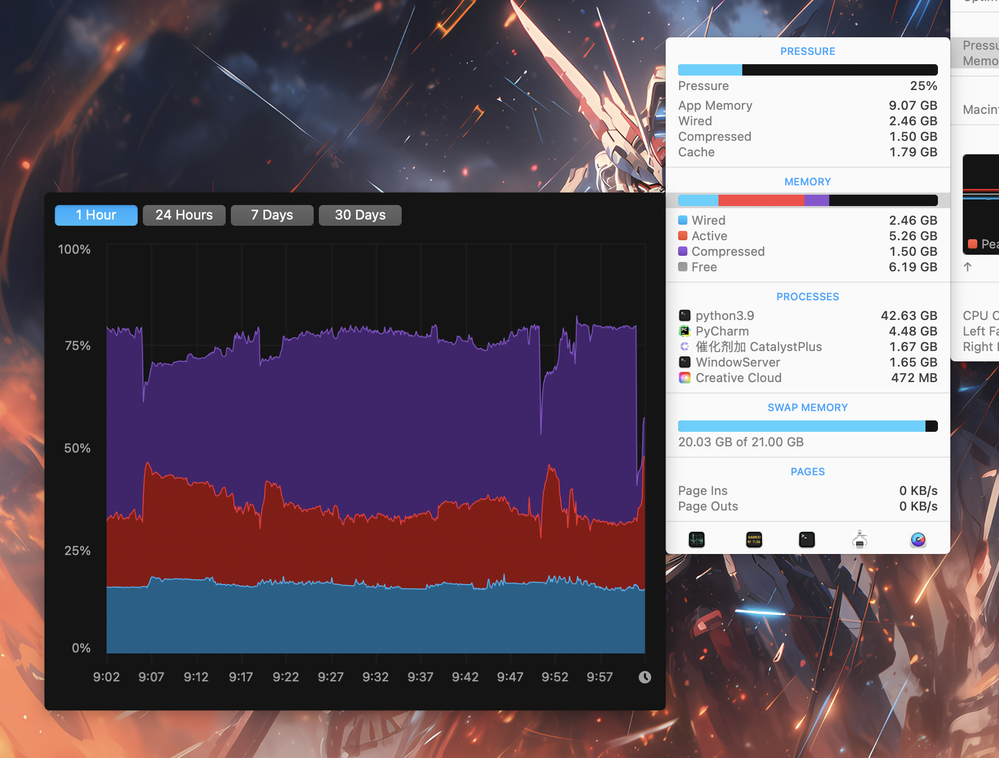 1 Hour
24 Hours
7 Days
30 Days
100%
75%
50%
25%
0%
9:02 9:07 9:12 9:17 9:22 9:27 9:32 9:37 9:42 9:47 9:52 9:57
PRESSURE
Pressure 25%
App Memory 9.07 GB
Wired 2.46 GB
Compressed 1.50 GB
Cache 1.79 GB
MEMORY
Wired 2.46 GB
Active 5.26 GB
Compressed 1.50 GB
Free 6.19 GB
PROCESSES
python3.9 42.63 GB
PyCharm 4.48 GB
催化剂加 CatalystPlus 1.67 GB
WindowServer 1.65 GB
Creative Cloud 472 MB
SWAP MEMORY
20.03 GB of 21.00 GB
PAGES
Page Ins 0 KB/s
Page Outs 0 KB/s
Pressu
Memo
Macin
Pea
↑
CPU C
Left Fa
Right